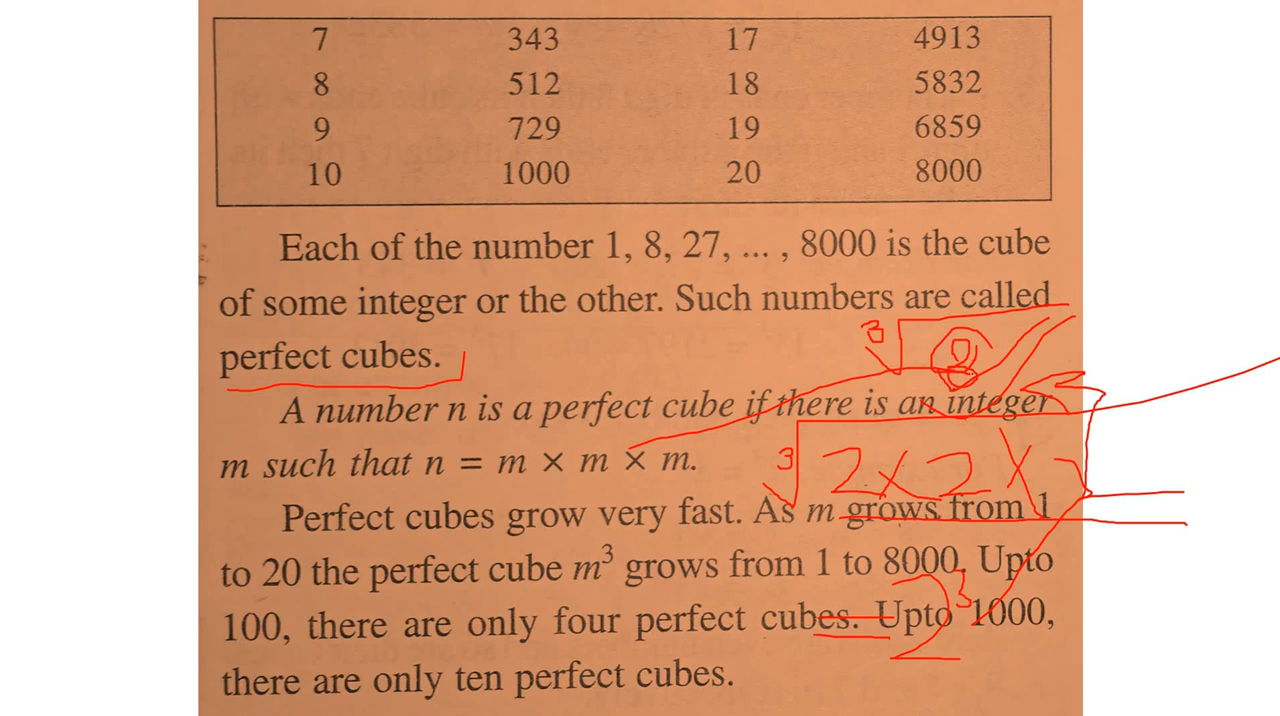 7 343 17 4913
8 512 18 5832
9 729 19 6859
10 1000 20 8000
Each of the number 1, 8, 27, ... , 8000 is the cube
of some integer or the other. Such numbers are called
perfect cubes.
3√8
A number n is a perfect cube if there is an integer
m such that n = m × m × m.
3√2×2×2
Perfect cubes grow very fast. As m grows from 1
to 20 the perfect cube m³ grows from 1 to 8000. Upto
100, there are only four perfect cubes. Upto 1000,
2³
there are only ten perfect cubes.